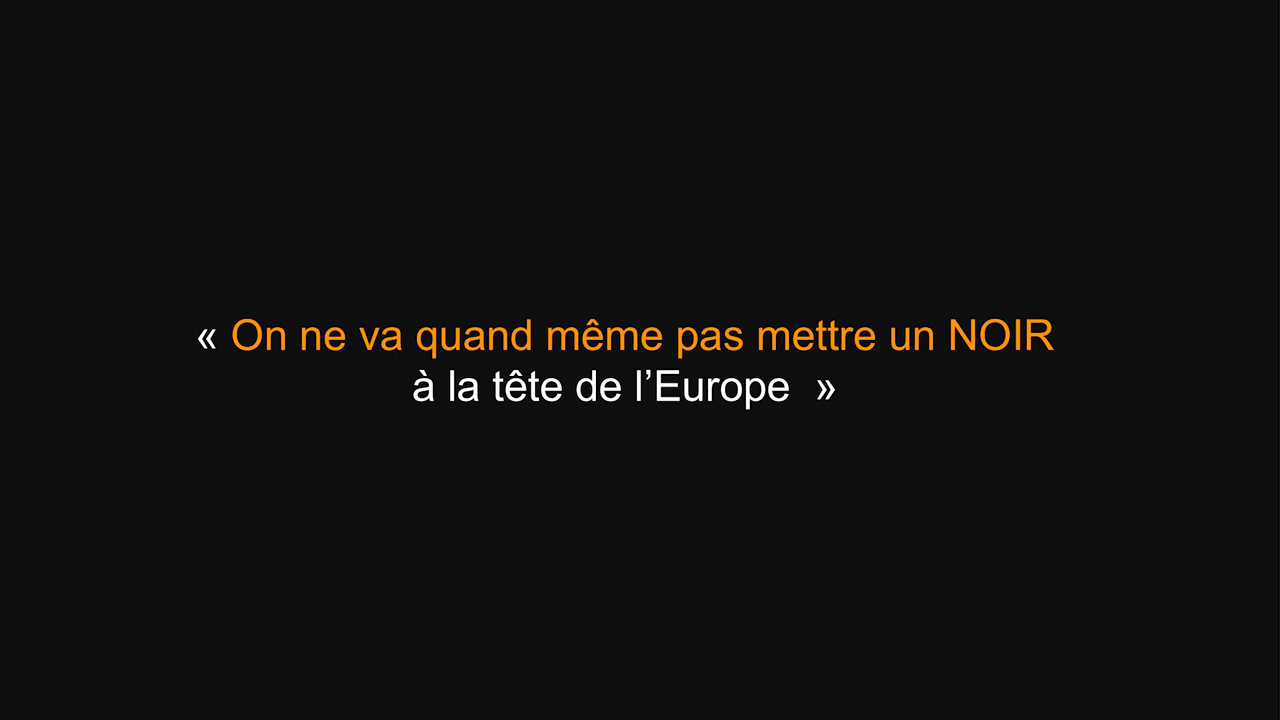 « On ne va quand même pas mettre un NOIR
à la tête de l’Europe  »